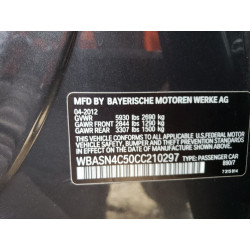 MFD BY BAYERISCHE MOTOREN WERKE AG
04-2012
GVWR 5930 lbs 2690 kg
GAWR FRONT 2844 lbs 1290 kg
GAWR REAR 3307 lbs 1500 kg
THIS VEHICLE CONFORMS TO ALL APPLICABLE
U.S. FEDERAL MOTOR VEHICLE SAFETY, BUMPER,
AND THEFT PREVENTION STANDARDS IN EFFECT ON
THE DATE OF MANUFACTURE SHOWN ABOVE.
WBASN4C50CC210297 TYPE: PASSENGER CAR
890/7